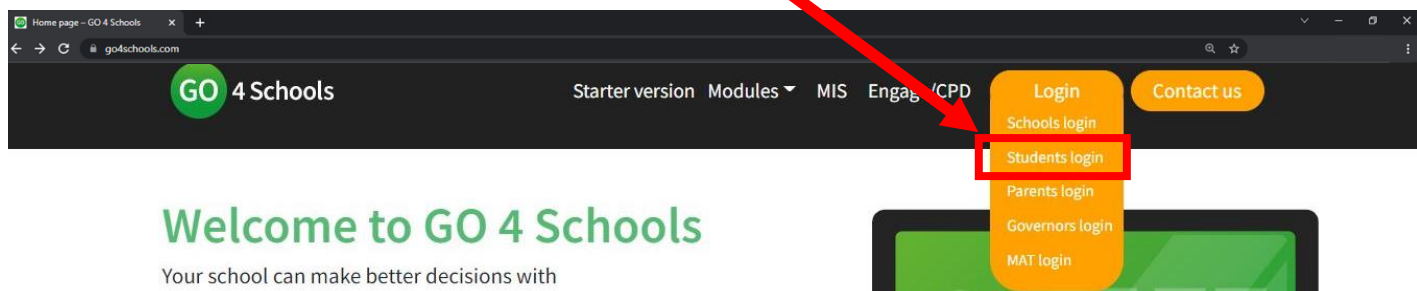 Home page – GO 4 Schools
go4schools.com
GO 4 Schools
Starter version Modules MIS Engage/CPD Login Contact us
Schools login
Students login
Parents login
Governors login
MAT login
Welcome to GO 4 Schools
Your school can make better decisions with